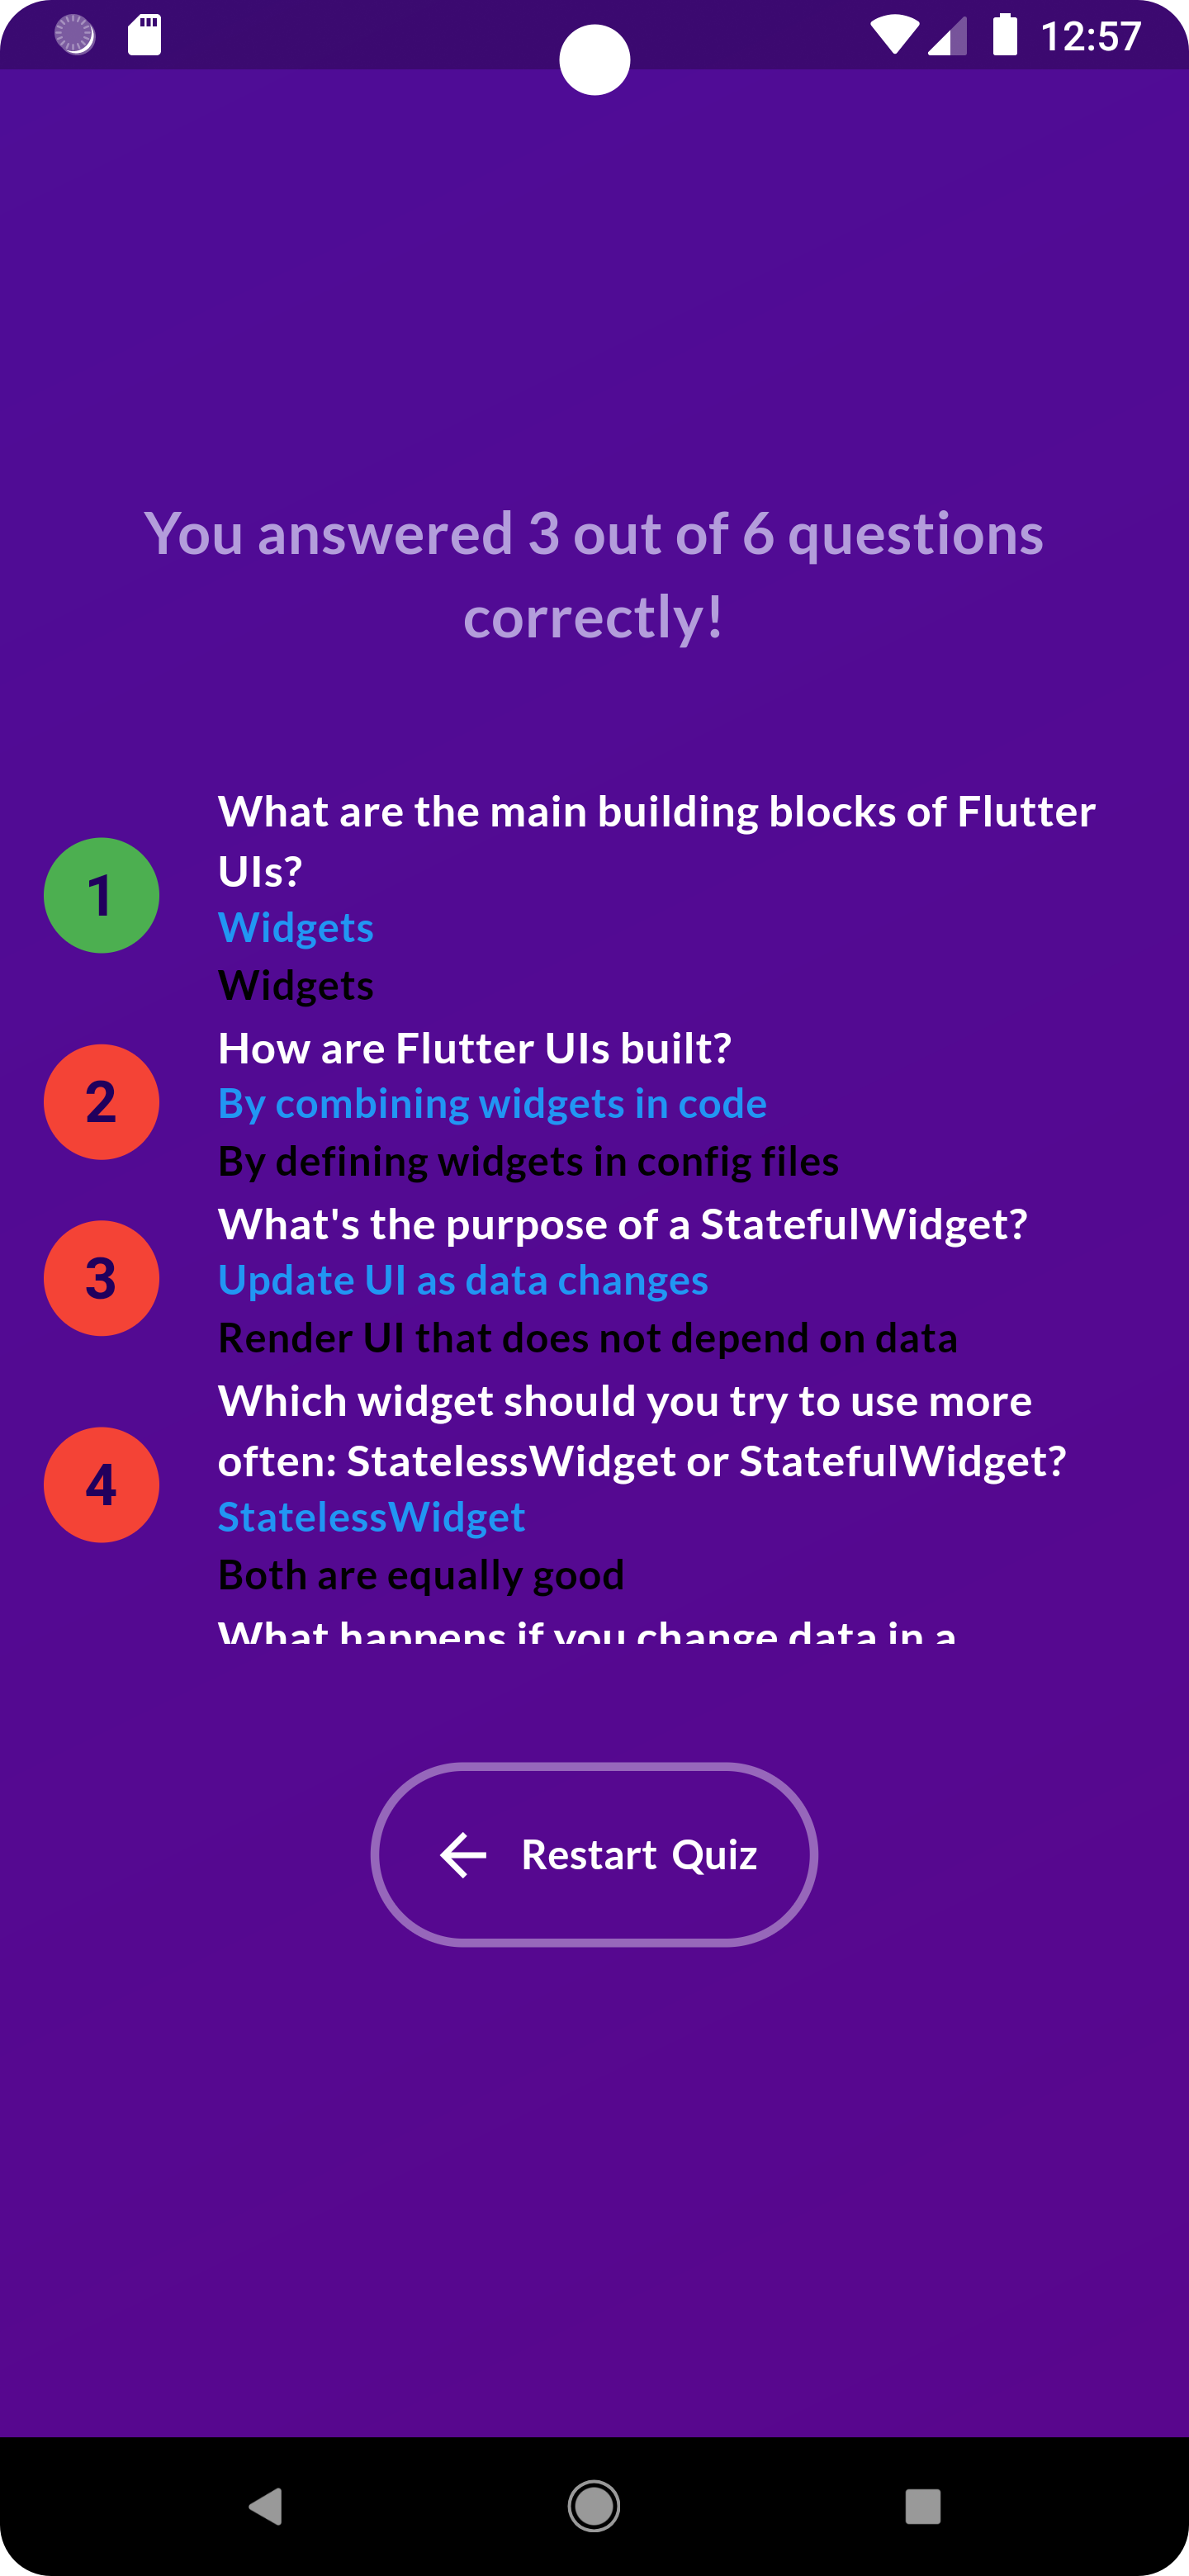 12:57
You answered 3 out of 6 questions
correctly!
1
What are the main building blocks of Flutter
UIs?
Widgets
Widgets
2
How are Flutter UIs built?
By combining widgets in code
By defining widgets in config files
3
What's the purpose of a StatefulWidget?
Update UI as data changes
Render UI that does not depend on data
4
Which widget should you try to use more
often: StatelessWidget or StatefulWidget?
StatelessWidget
Both are equally good
What happens if you change data in a
Restart Quiz